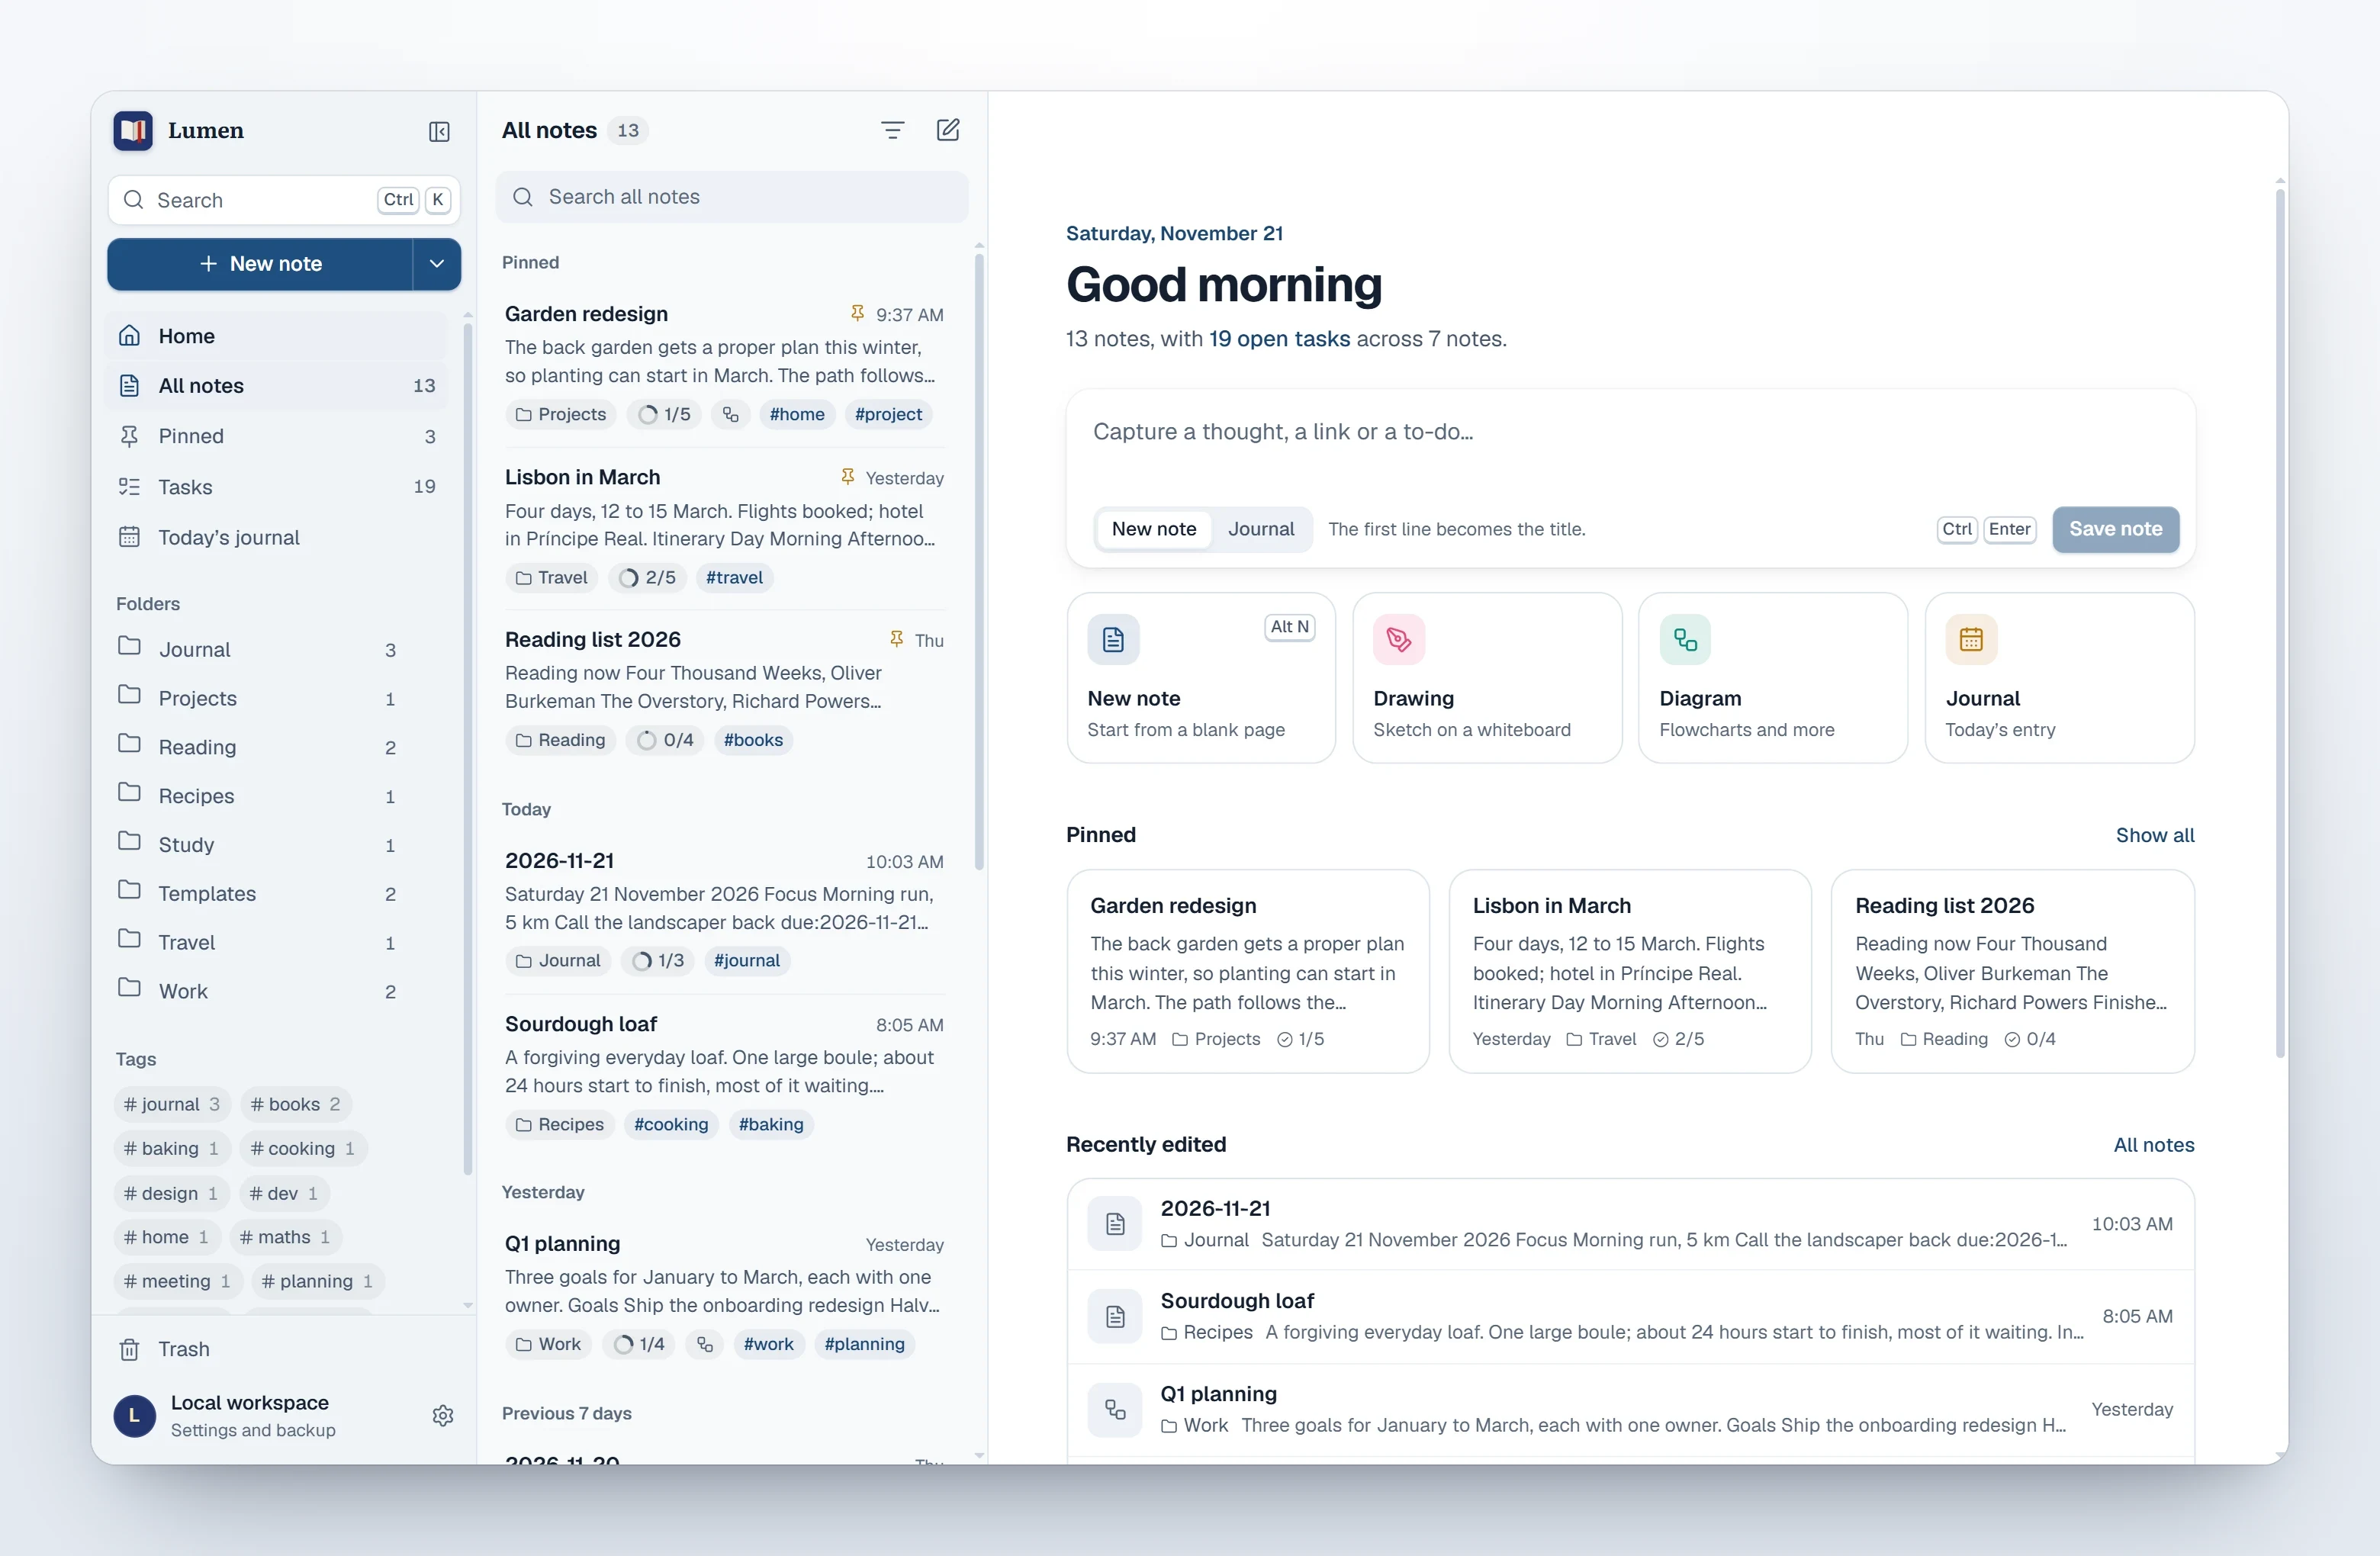 Lumen
Search
Ctrl K
New note
Home
All notes 13
Pinned 3
Tasks 19
Today's journal
Folders
Journal 3
Projects 1
Reading 2
Recipes 1
Study 1
Templates 2
Travel 1
Work 2
Tags
# journal 3 # books 2
# baking 1 # cooking 1
# design 1 # dev 1
# home 1 # maths 1
# meeting 1 # planning 1
Trash
L
Local workspace
Settings and backup
All notes 13
Search all notes
Pinned
Garden redesign 9:37 AM
The back garden gets a proper plan this winter,
so planting can start in March. The path follows...
Projects 1/5 #home #project
Lisbon in March Yesterday
Four days, 12 to 15 March. Flights booked; hotel
in Príncipe Real. Itinerary Day Morning Afternoo...
Travel 2/5 #travel
Reading list 2026 Thu
Reading now Four Thousand Weeks, Oliver
Burkeman The Overstory, Richard Powers...
Reading 0/4 #books
Today
2026-11-21 10:03 AM
Saturday 21 November 2026 Focus Morning run,
5 km Call the landscaper back due:2026-11-21...
Journal 1/3 #journal
Sourdough loaf 8:05 AM
A forgiving everyday loaf. One large boule; about
24 hours start to finish, most of it waiting....
Recipes #cooking #baking
Yesterday
Q1 planning Yesterday
Three goals for January to March, each with one
owner. Goals Ship the onboarding redesign Halv...
Work 1/4 #work #planning
Previous 7 days
2026-11-20 Thu
Saturday, November 21
Good morning
13 notes, with 19 open tasks across 7 notes.
Capture a thought, a link or a to-do...
New note Journal The first line becomes the title. Ctrl Enter Save note
Alt N
New note
Start from a blank page
Drawing
Sketch on a whiteboard
Diagram
Flowcharts and more
Journal
Today's entry
Pinned Show all
Garden redesign
The back garden gets a proper plan
this winter, so planting can start in
March. The path follows the...
9:37 AM Projects 1/5
Lisbon in March
Four days, 12 to 15 March. Flights
booked; hotel in Príncipe Real.
Itinerary Day Morning Afternoon...
Yesterday Travel 2/5
Reading list 2026
Reading now Four Thousand
Weeks, Oliver Burkeman The
Overstory, Richard Powers Finishe...
Thu Reading 0/4
Recently edited All notes
2026-11-21
Journal Saturday 21 November 2026 Focus Morning run, 5 km Call the landscaper back due:2026-1...
10:03 AM
Sourdough loaf
Recipes A forgiving everyday loaf. One large boule; about 24 hours start to finish, most of it waiting. In...
8:05 AM
Q1 planning
Work Three goals for January to March, each with one owner. Goals Ship the onboarding redesign H...
Yesterday